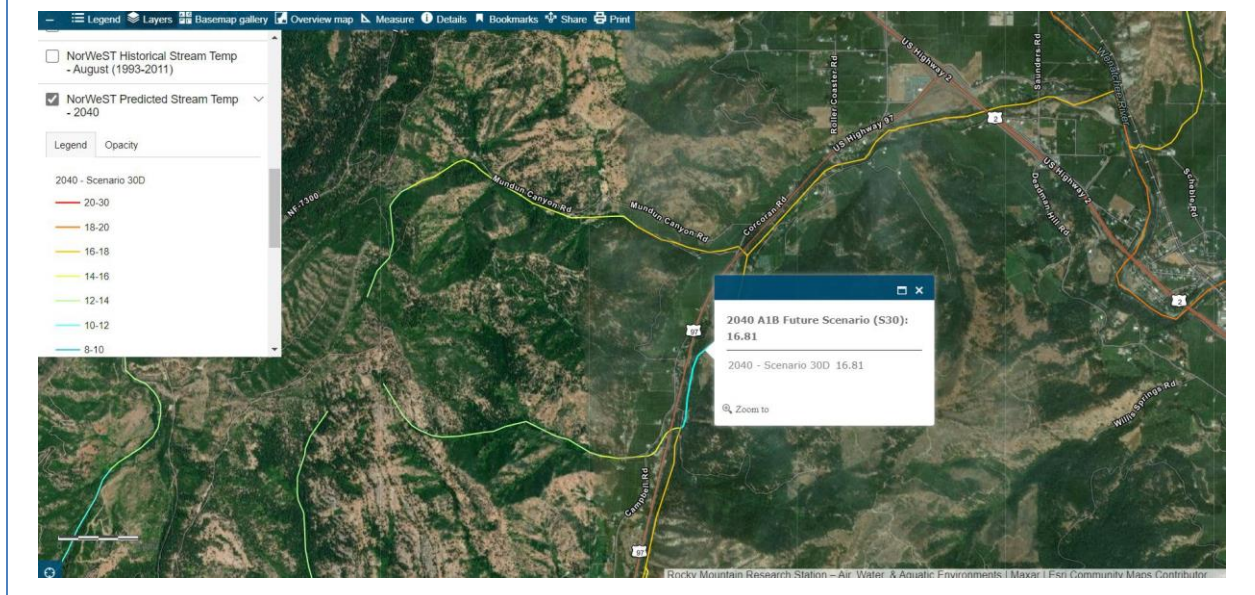 Legend Layers Basemap gallery Overview map Measure Details Bookmarks Share Print
NorWeST Historical Stream Temp
- August (1993-2011)
NorWeST Predicted Stream Temp
- 2040
Legend Opacity
2040 - Scenario 30D
20-30
18-20
16-18
14-16
12-14
10-12
8-10
NF-7300
Mundun Canyon Rd
Mundun Canyon Rd
Corcoran Rd
US Highway 97
Roller Coaster Rd
US Highway 2
Saunders Rd
Wenatchee River
2
US Highway 2
Deadman Hill Rd
Scheble Rd
2
97
2040 A1B Future Scenario (S30):
16.81
2040 - Scenario 30D 16.81
Zoom to
Willis Springs Rd
Campbell Rd
97
Rocky Mountain Research Station – Air, Water, & Aquatic Environments | Maxar | Esri Community Maps Contributor